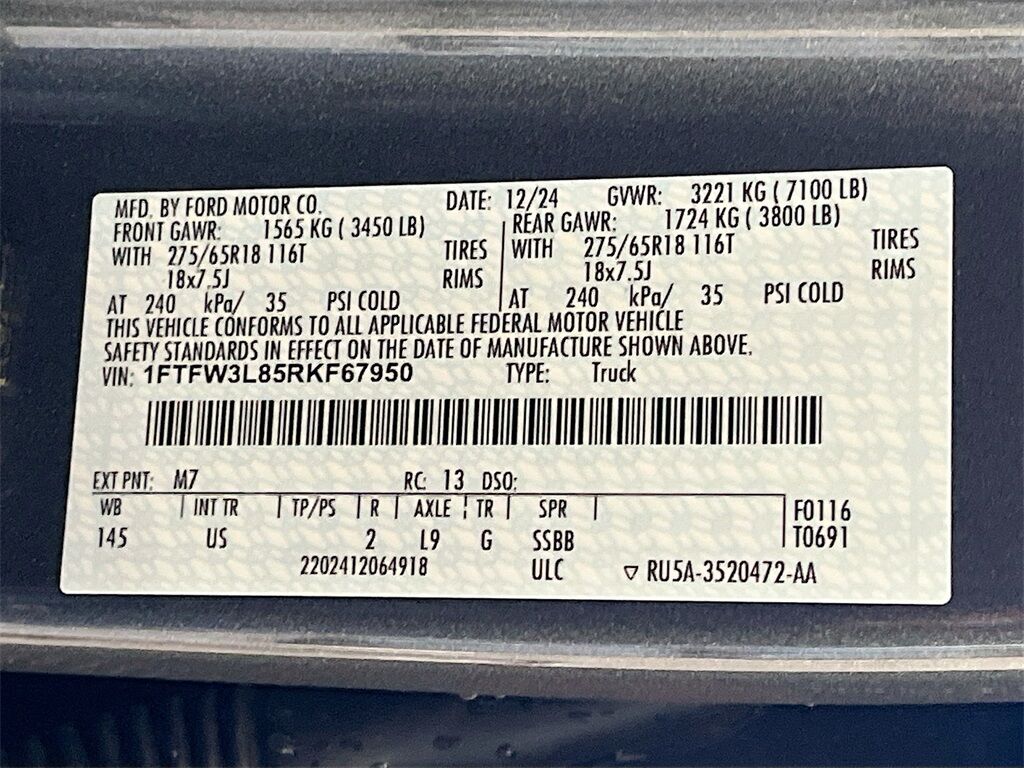 MFD. BY FORD MOTOR CO. DATE: 12/24 GVWR: 3221 KG ( 7100 LB)
FRONT GAWR: 1565 KG ( 3450 LB) REAR GAWR: 1724 KG ( 3800 LB)
WITH 275/65R18 116T TIRES WITH 275/65R18 116T TIRES
18x7.5J RIMS 18x7.5J RIMS
AT 240 kPa/ 35 PSI COLD AT 240 kPa/ 35 PSI COLD
THIS VEHICLE CONFORMS TO ALL APPLICABLE FEDERAL MOTOR VEHICLE
SAFETY STANDARDS IN EFFECT ON THE DATE OF MANUFACTURE SHOWN ABOVE.
VIN: 1FTFW3L85RKF67950 TYPE: Truck
EXT PNT: M7 RC: 13 DSO:
WB INT TR TP/PS R AXLE TR SPR F0116
145 US 2 L9 G SSBB T0691
2202412064918 ULC ▽ RU5A-3520472-AA